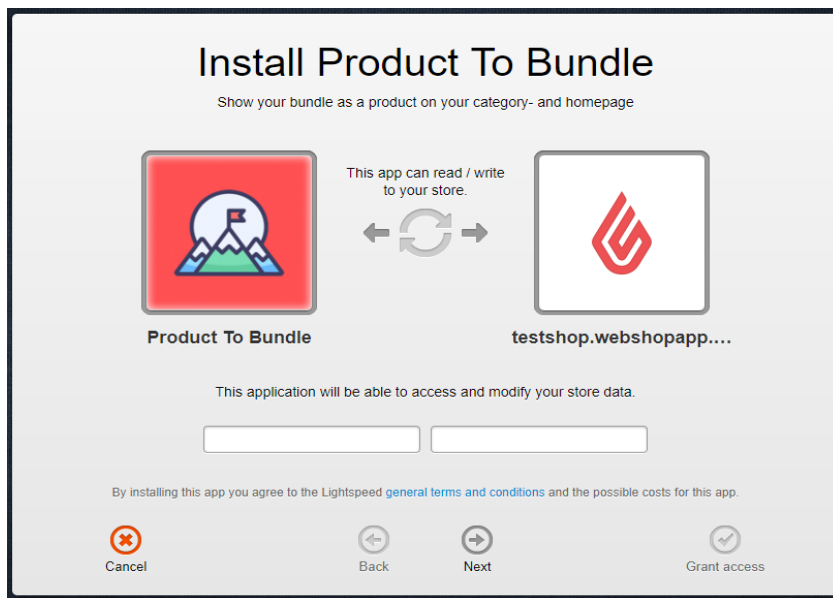 Install Product To Bundle
Show your bundle as a product on your category- and homepage
This app can read / write
to your store.
Product To Bundle
testshop.webshopapp....
This application will be able to access and modify your store data.
By installing this app you agree to the Lightspeed general terms and conditions and the possible costs for this app.
Cancel
Back
Next
Grant access